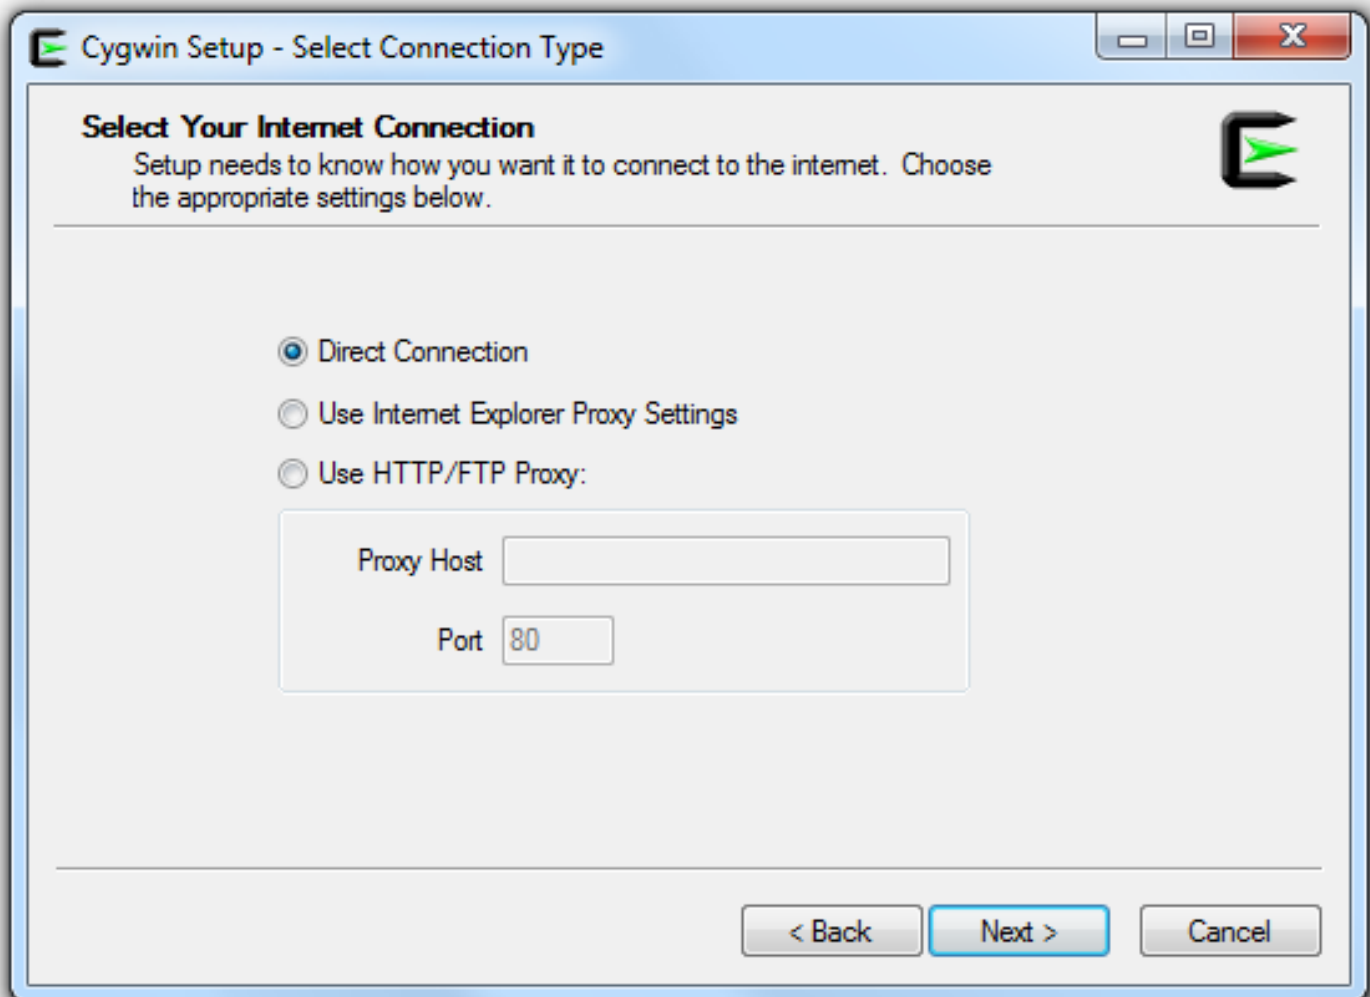 Cygwin Setup - Select Connection Type
Select Your Internet Connection
Setup needs to know how you want it to connect to the internet.  Choose
the appropriate settings below.
Direct Connection
Use Internet Explorer Proxy Settings
Use HTTP/FTP Proxy:
Proxy Host
Port 80
< Back Next > Cancel